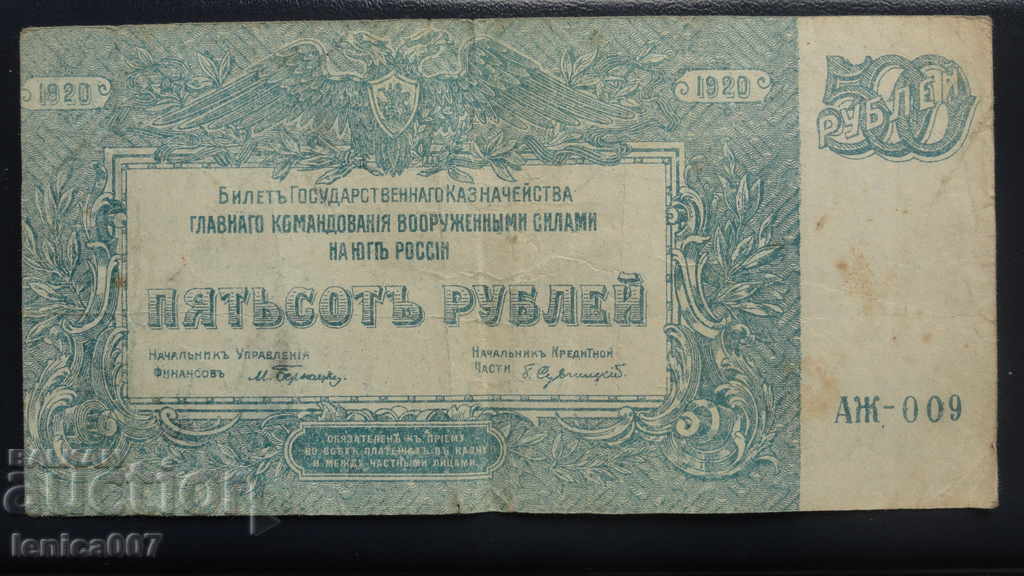 1920
1920
500
РУБЛЕЙ
Билетъ Государственнаго Казначейства
главнаго командованія вооруженными силами
на югѣ россіи
ПЯТЬСОТЪ РУБЛЕЙ
Начальникъ Управленія
Финансовъ
Начальникъ Кредитной
Части
АЖ-009
ОБЯЗАТЕЛЕНЪ КЪ ПРІЕМУ
ВО ВСѢХЪ ПЛАТЕЖАХЪ ВЪ КАЗНУ
И МЕЖДУ ЧАСТНЫМИ ЛИЦАМИ.
BALKAN
auction
lenica007